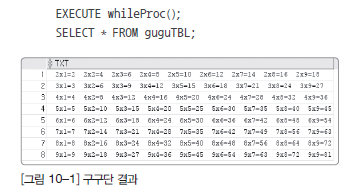 EXECUTE whileProc();
SELECT * FROM guguTBL;
TXT
1 2x1=2 2x2=4 2x3=6 2x4=8 2x5=10 2x6=12 2x7=14 2x8=16 2x9=18
2 3x1=3 3x2=6 3x3=9 3x4=12 3x5=15 3x6=18 3x7=21 3x8=24 3x9=27
3 4x1=4 4x2=8 4x3=12 4x4=16 4x5=20 4x6=24 4x7=28 4x8=32 4x9=36
4 5x1=5 5x2=10 5x3=15 5x4=20 5x5=25 5x6=30 5x7=35 5x8=40 5x9=45
5 6x1=6 6x2=12 6x3=18 6x4=24 6x5=30 6x6=36 6x7=42 6x8=48 6x9=54
6 7x1=7 7x2=14 7x3=21 7x4=28 7x5=35 7x6=42 7x7=49 7x8=56 7x9=63
7 8x1=8 8x2=16 8x3=24 8x4=32 8x5=40 8x6=48 8x7=56 8x8=64 8x9=72
8 9x1=9 9x2=18 9x3=27 9x4=36 9x5=45 9x6=54 9x7=63 9x8=72 9x9=81
[그림 10-1] 구구단 결과